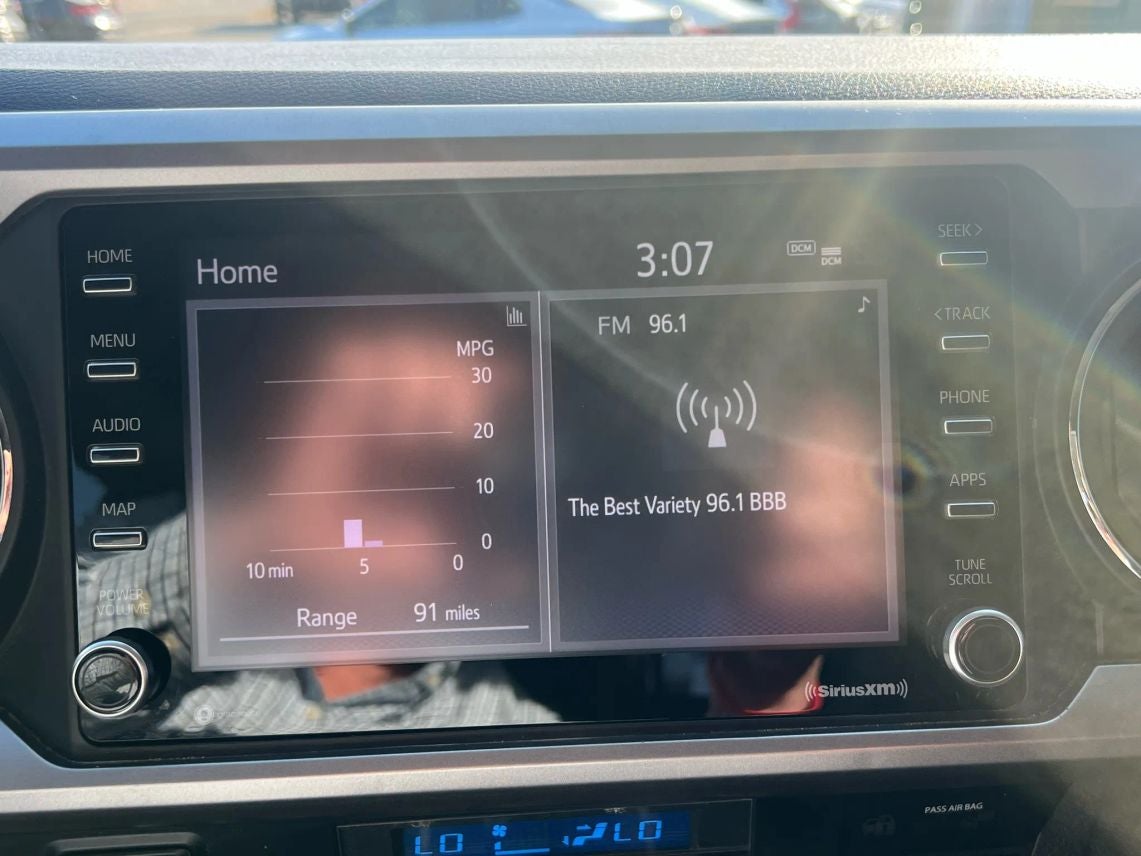 HOME
MENU
AUDIO
MAP
POWER
VOLUME
Home
3:07
DCM
DCM
MPG
30
20
10
0
10 min 5 0
Range 91 miles
FM 96.1
The Best Variety 96.1 BBB
SEEK >
< TRACK
PHONE
APPS
TUNE
SCROLL
((SiriusXM))
PASS AIR BAG
LO LO